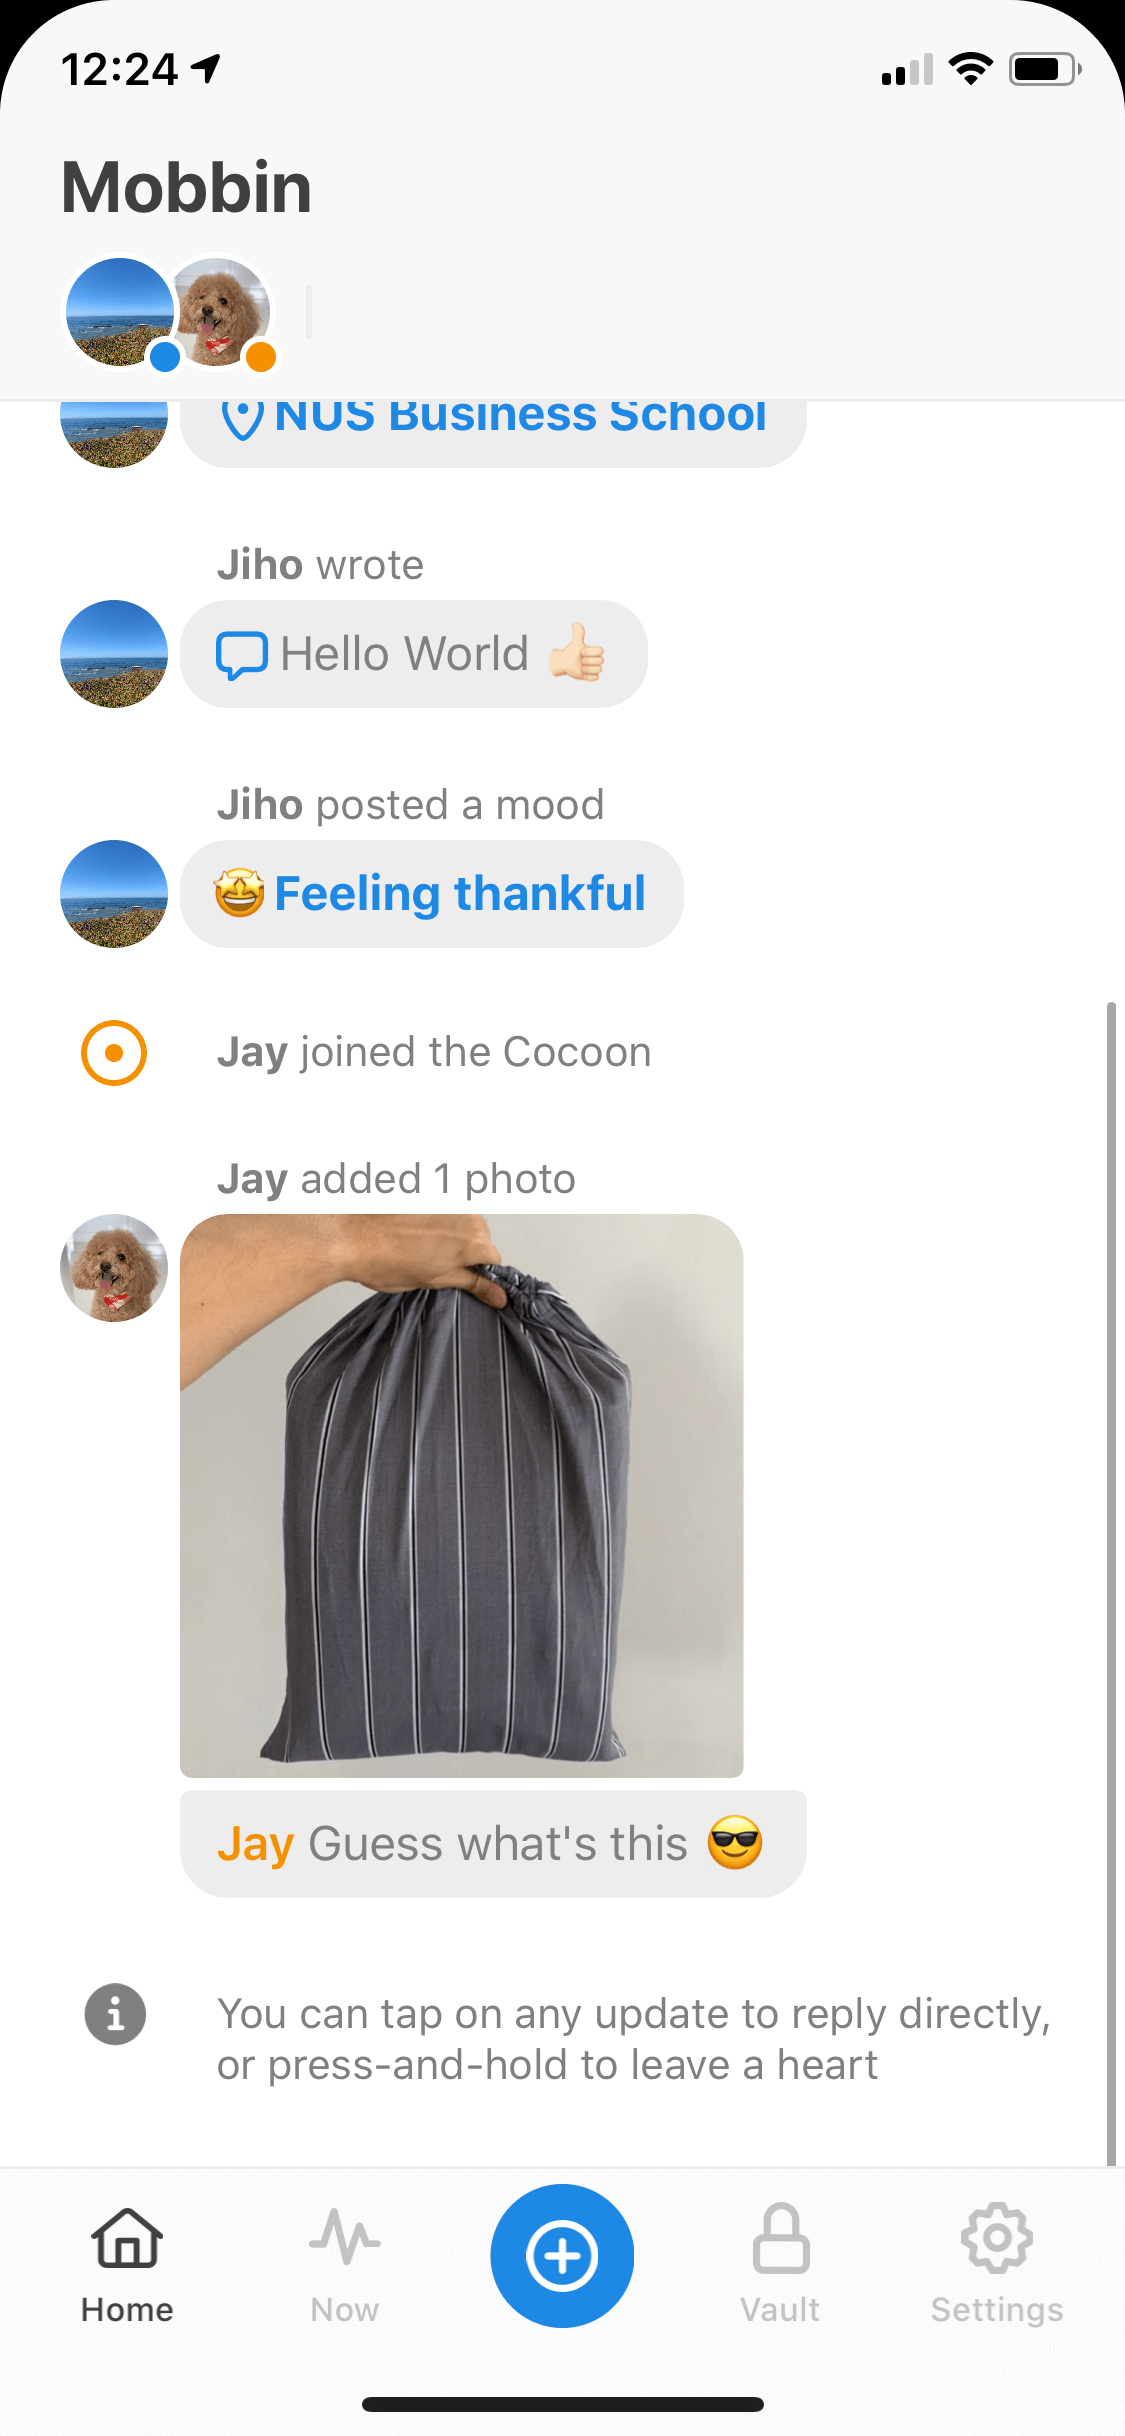 12:24
Mobbin
NUS Business School
Jiho wrote
Hello World 👍🏻
Jiho posted a mood
🤩 Feeling thankful
Jay joined the Cocoon
Jay added 1 photo
Jay Guess what's this 😎
You can tap on any update to reply directly,
or press-and-hold to leave a heart
Home
Now
Vault
Settings